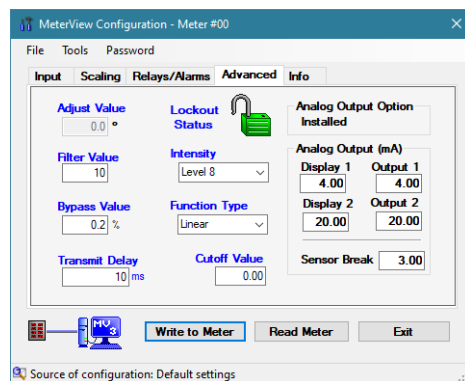 MeterView Configuration - Meter #00
File Tools Password
Input Scaling Relays/Alarms Advanced Info
Adjust Value
0.0 °
Lockout
Status
Analog Output Option
Installed
Filter Value
10
Intensity
Level 8
Analog Output (mA)
Display 1 Output 1
4.00 4.00
Bypass Value
0.2 %
Function Type
Linear
Display 2 Output 2
20.00 20.00
Transmit Delay
10 ms
Cutoff Value
0.00
Sensor Break 3.00
MV
3
Write to Meter Read Meter Exit
Source of configuration: Default settings